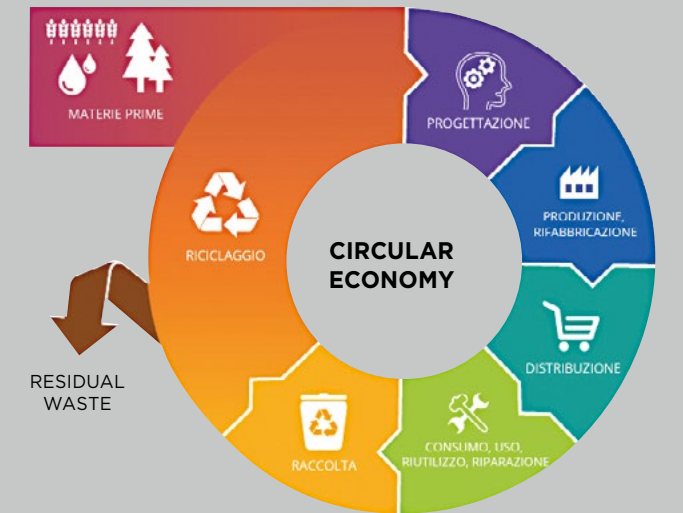 MATERIE PRIME
PROGETTAZIONE
PRODUZIONE,
RIFABBRICAZIONE
RICICLAGGIO
CIRCULAR
ECONOMY
DISTRIBUZIONE
RESIDUAL
WASTE
CONSUMO, USO,
RIUTILIZZO, RIPARAZIONE
RACCOLTA